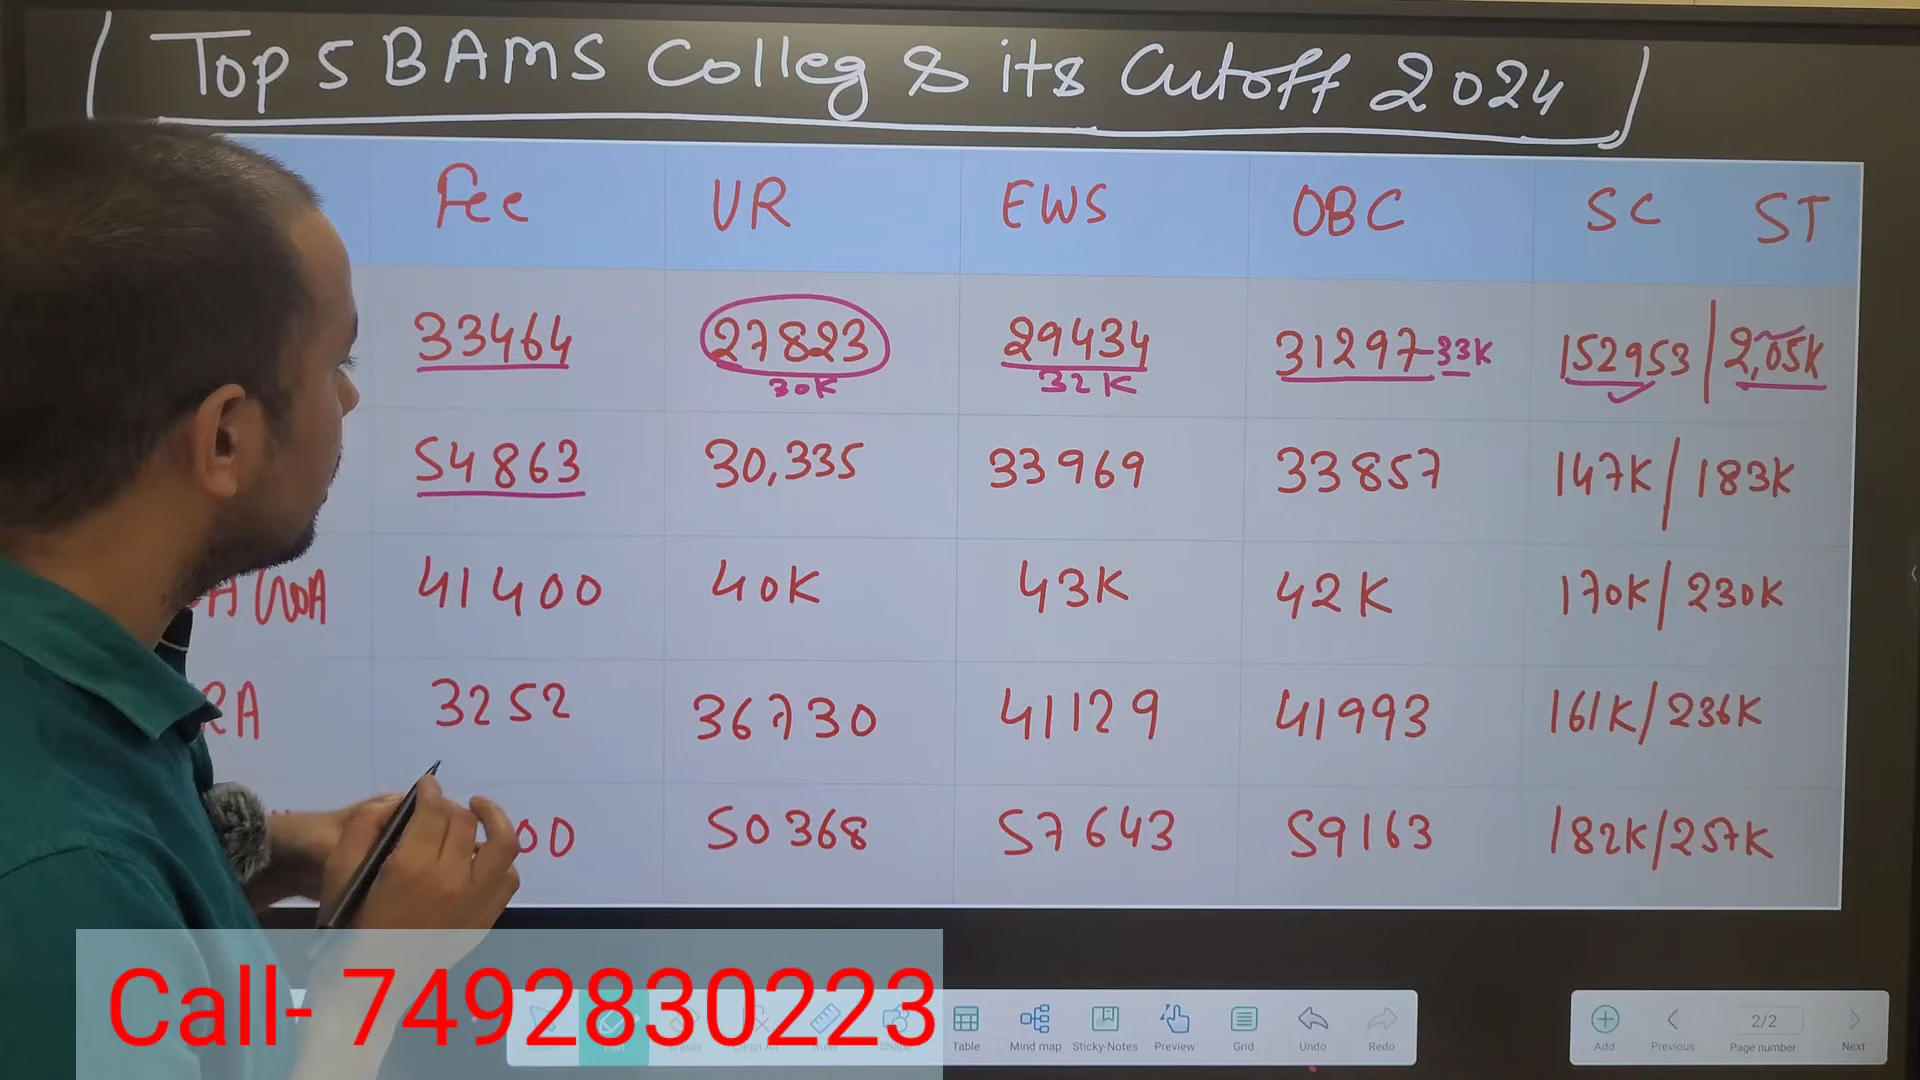 Top 5 BAMS Colleg & its Cutoff 2024
Fee UR EWS OBC SC ST
33464 27823 29434 31297-33K 152953 | 2,05K
30K 32K
54863 30,335 33969 33857 147K/183K
41400 40K 43K 42K 170K/230K
RA 3252 36730 41129 41993 161K/236K
00 50368 57643 59163 182K/257K
Call- 7492830223
Table Mind map Sticky-Notes Preview Grid Undo Redo
2/2
Add Previous Page number Next